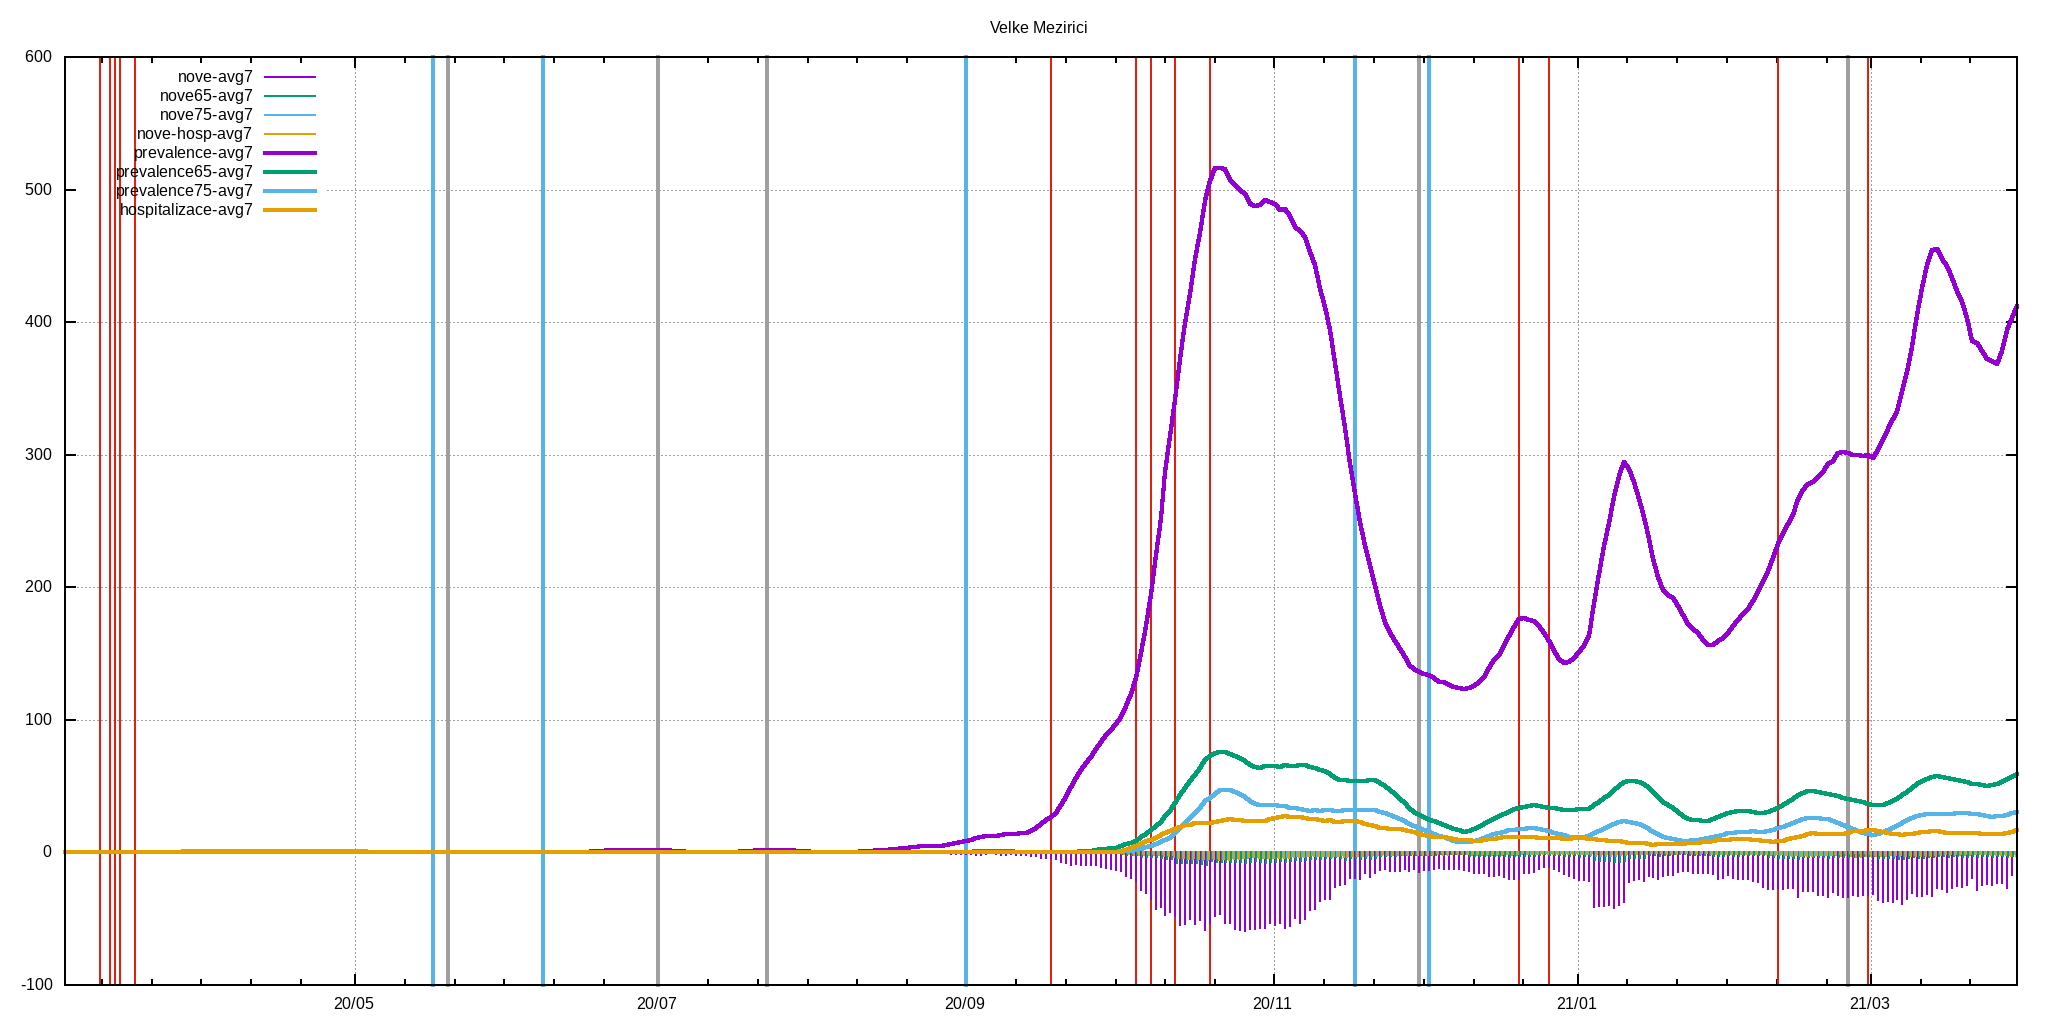 Velke Mezirici
600
500
400
300
200
100
0
-100
nove-avg7
nove65-avg7
nove75-avg7
nove-hosp-avg7
prevalence-avg7
prevalence65-avg7
prevalence75-avg7
hospitalizace-avg7
20/05 20/07 20/09 20/11 21/01 21/03